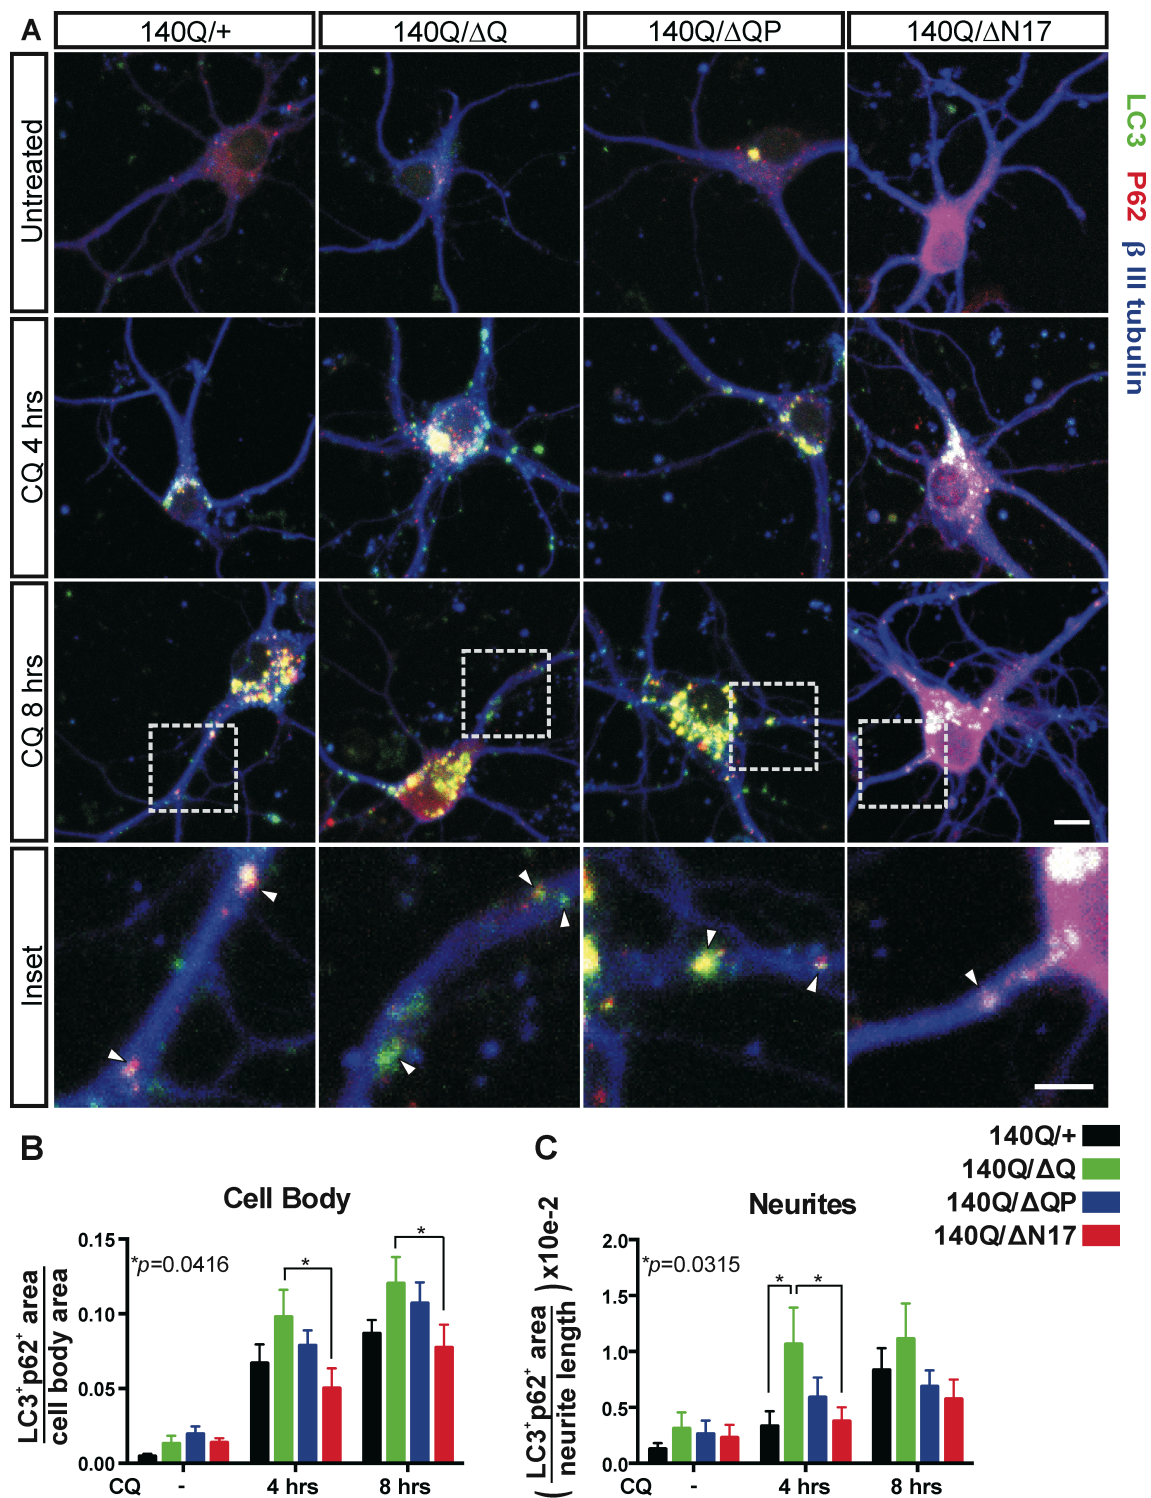 A
140Q/+ 140Q/ΔQ 140Q/ΔQP 140Q/ΔN17
Untreated
CQ 4 hrs
CQ 8 hrs
Inset
LC3 P62 β III tubulin
B
Cell Body
LC3⁺p62⁺ area
cell body area
0.15
0.10
0.05
0.00
*p=0.0416
* *
CQ - 4 hrs 8 hrs
C
140Q/+
140Q/ΔQ
140Q/ΔQP
140Q/ΔN17
Neurites
(LC3⁺p62⁺ area
neurite length) x10e-2
2.0
1.5
1.0
0.5
0.0
*p=0.0315
* *
- 4 hrs 8 hrs
CQ